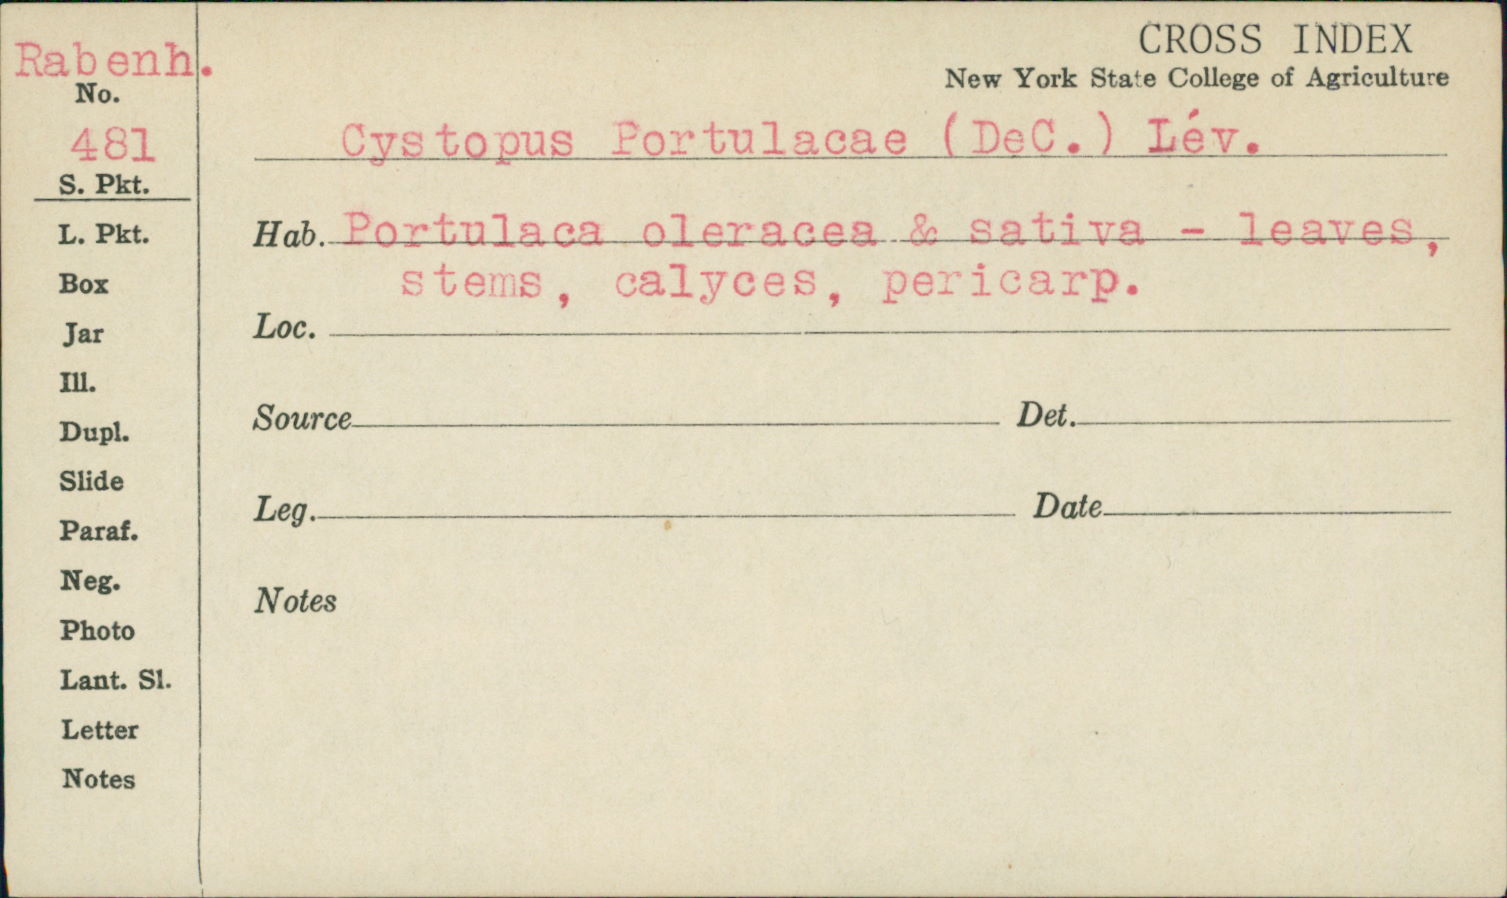 CROSS INDEX
New York State College of Agriculture
Rabenh.
No.
481
S. Pkt.
L. Pkt.
Box
Jar
Ill.
Dupl.
Slide
Paraf.
Neg.
Photo
Lant. Sl.
Letter
Notes
Cystopus Portulacae (DeC.) Lév.
Hab. Portulaca oleracea & sativa - leaves,
stems, calyces, pericarp.
Loc.
Source Det.
Leg. Date
Notes